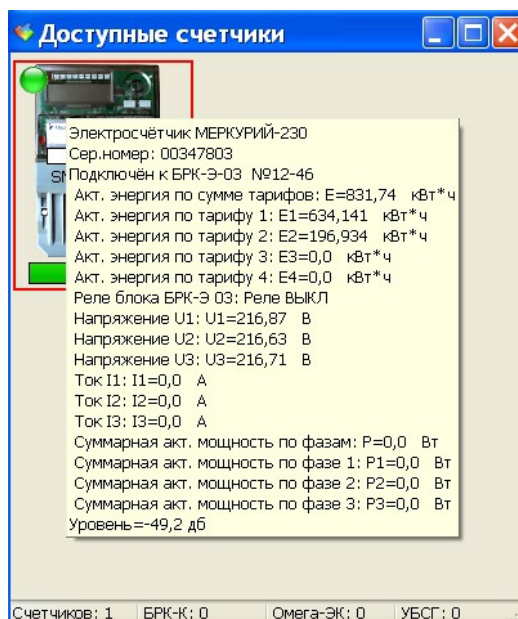 Доступные счетчики
Электросчётчик МЕРКУРИЙ-230
Сер.номер: 00347803
Подключён к БРК-Э-03 №12-46
Акт. энергия по сумме тарифов: E=831,74 кВт*ч
Акт. энергия по тарифу 1: E1=634,141 кВт*ч
Акт. энергия по тарифу 2: E2=196,934 кВт*ч
Акт. энергия по тарифу 3: E3=0,0 кВт*ч
Акт. энергия по тарифу 4: E4=0,0 кВт*ч
Реле блока БРК-Э 03: Реле ВЫКЛ
Напряжение U1: U1=216,87 В
Напряжение U2: U2=216,63 В
Напряжение U3: U3=216,71 В
Ток I1: I1=0,0 А
Ток I2: I2=0,0 А
Ток I3: I3=0,0 А
Суммарная акт. мощность по фазам: P=0,0 Вт
Суммарная акт. мощность по фазе 1: P1=0,0 Вт
Суммарная акт. мощность по фазе 2: P2=0,0 Вт
Суммарная акт. мощность по фазе 3: P3=0,0 Вт
Уровень=-49,2 дб
Счетчиков: 1 БРК-К: 0 Омега-ЭК: 0 УБСГ: 0